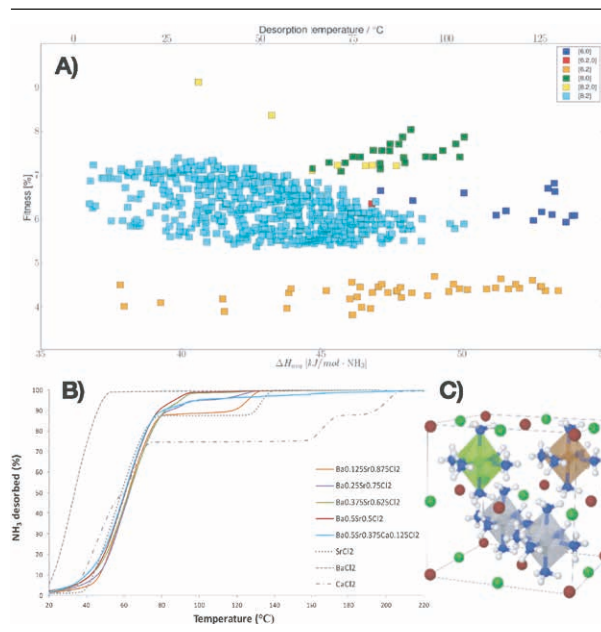 Desorption temperature / °C
0 25 50 75 100 125
A)
[6,0]
[6,2,0]
[6,2]
[8,0]
[8,2,0]
[8,2]
Fitness [%]
9
8
7
6
5
4
35 40 45 50 55
[kJ/mol · NH₃]
B)
C)
NH₃ desorbed (%)
100
90
80
70
60
50
40
30
20
10
0
Ba0.125Sr0.875Cl2
Ba0.25Sr0.75Cl2
Ba0.375Sr0.625Cl2
Ba0.5Sr0.5Cl2
Ba0.5Sr0.375Ca0.125Cl2
SrCl2
BaCl2
CaCl2
20 40 60 80 100 120 140 160 180 200 220
Temperature (°C)